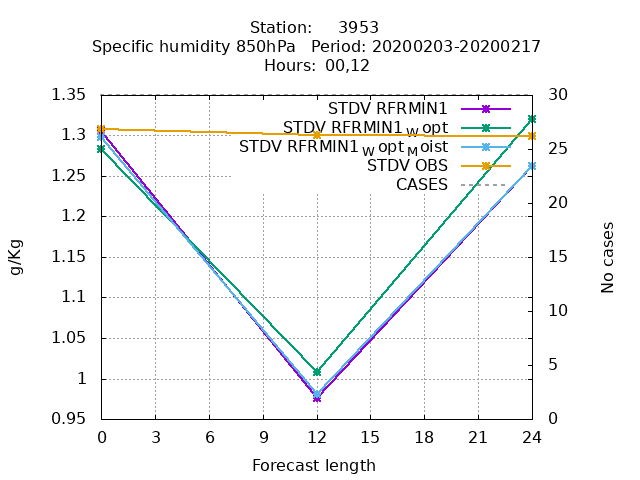 Station: 3953
Specific humidity 850hPa Period: 20200203-20200217
Hours: 00,12
1.35
1.3
1.25
1.2
1.15
1.1
1.05
1
0.95
g/Kg
STDV RFRMIN1
STDV RFRMIN1_W opt
STDV RFRMIN1_W opt_M oist
STDV OBS
CASES
30
25
20
15
10
5
0
No cases
0 3 6 9 12 15 18 21 24
Forecast length